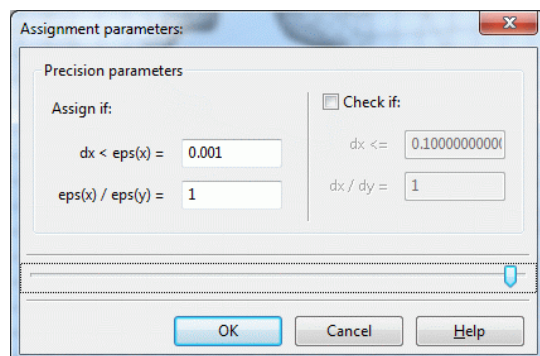 Assignment parameters:
Precision parameters
Assign if:
dx < eps(x) = 0.001
eps(x) / eps(y) = 1
Check if:
dx <= 0.1000000000
dx / dy = 1
OK Cancel Help